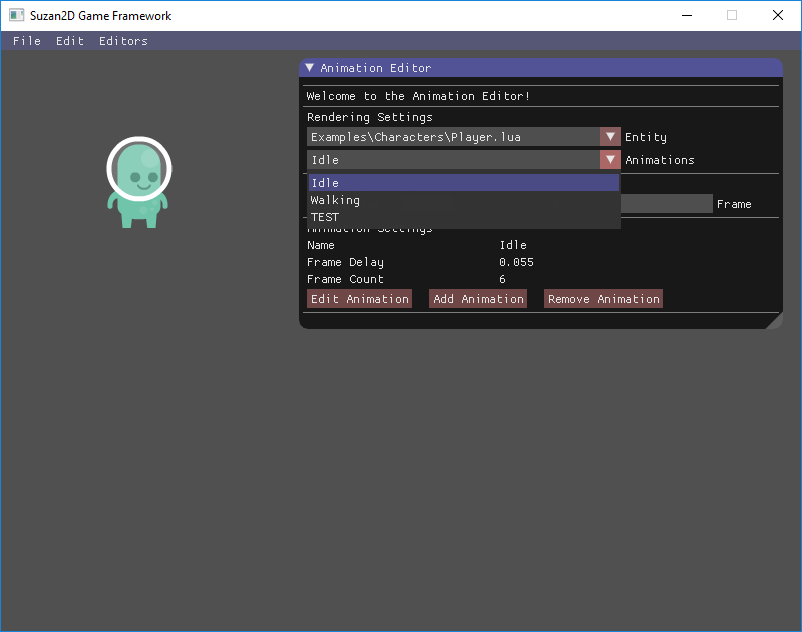 Suzan2D Game Framework
File Edit Editors
Animation Editor
Welcome to the Animation Editor!
Rendering Settings
Examples\Characters\Player.lua Entity
Idle Animations
Idle
Walking
Frame
TEST
Animation Settings
Name Idle
Frame Delay 0.055
Frame Count 6
Edit Animation Add Animation Remove Animation